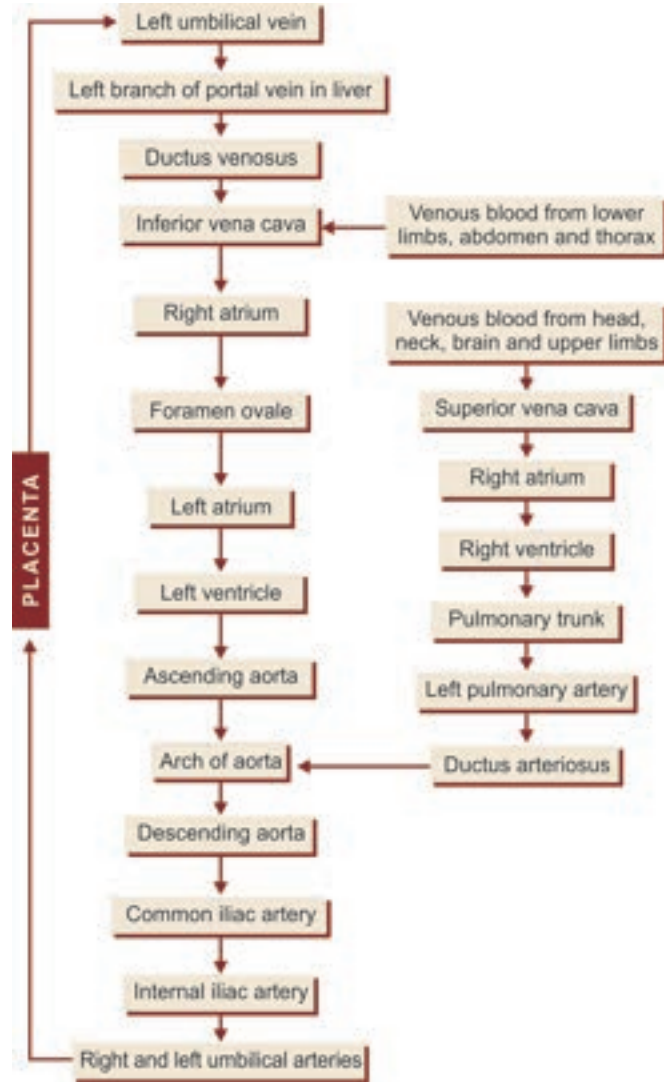 Left umbilical vein
Left branch of portal vein in liver
Ductus venosus
Inferior vena cava
Venous blood from lower
limbs, abdomen and thorax
Right atrium
Foramen ovale
Left atrium
Left ventricle
Ascending aorta
Arch of aorta
Descending aorta
Common iliac artery
Internal iliac artery
Right and left umbilical arteries
Venous blood from head,
neck, brain and upper limbs
Superior vena cava
Right atrium
Right ventricle
Pulmonary trunk
Left pulmonary artery
Ductus arteriosus
PLACENTA